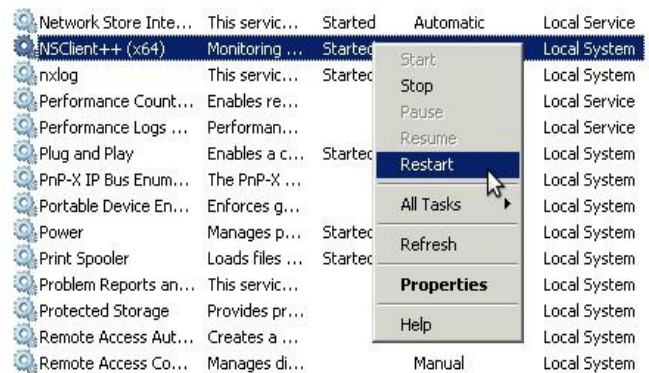 Network Store Inte... This servic... Started Automatic Local Service
NSClient++ (x64) Monitoring ... Started Local System
nxlog This servic... Started Local System
Performance Count... Enables re... Local Service
Performance Logs ... Performan... Local Service
Plug and Play Enables a c... Started Local System
PnP-X IP Bus Enum... The PnP-X ... Local System
Portable Device En... Enforces g... Local System
Power Manages p... Started Local System
Print Spooler Loads files ... Started Local System
Problem Reports an... This servic... Local System
Protected Storage Provides pr... Local System
Remote Access Aut... Creates a ... Local System
Remote Access Co... Manages di... Manual Local System
Start
Stop
Pause
Resume
Restart
All Tasks
Refresh
Properties
Help